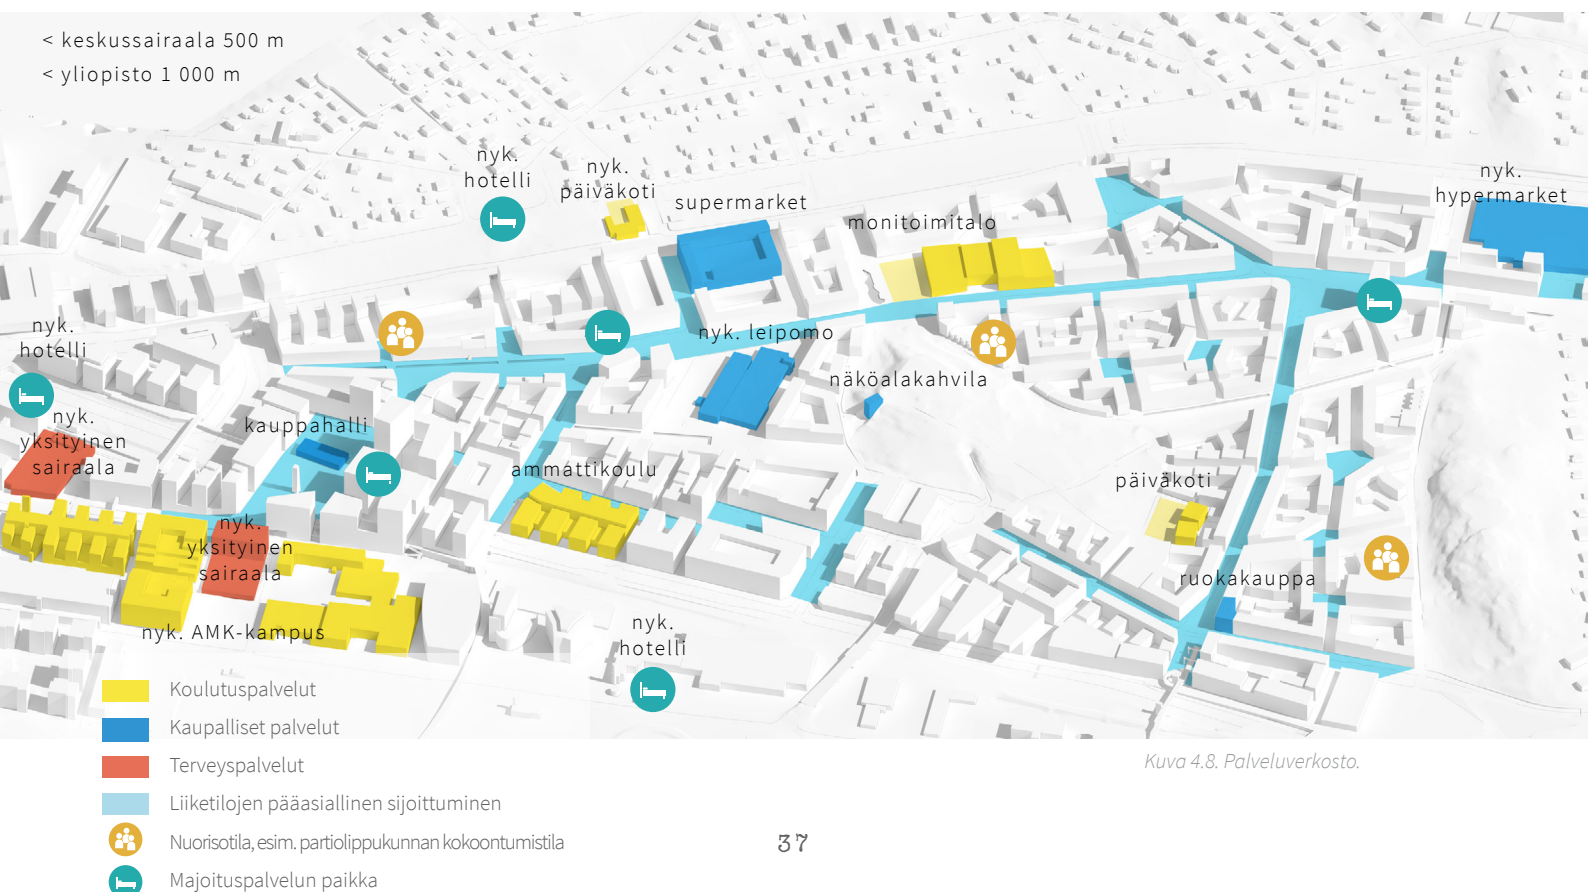 < keskussairaala 500 m
< yliopisto 1 000 m
nyk.
hotelli
nyk.
päiväkoti
supermarket
monitoimitalo
nyk.
hypermarket
nyk.
hotelli
nyk. leipomo
näköalakahvila
nyk.
yksityinen
sairaala
kauppahalli
ammattikoulu
päiväkoti
nyk.
yksityinen
sairaala
ruokakauppa
nyk. AMK-kampus
nyk.
hotelli
Koulutuspalvelut
Kaupalliset palvelut
Terveyspalvelut
Liiketilojen pääasiallinen sijoittuminen
Nuorisotila, esim. partiolippukunnan kokoontumistila
Majoituspalvelun paikka
Kuva 4.8. Palveluverkosto.
37